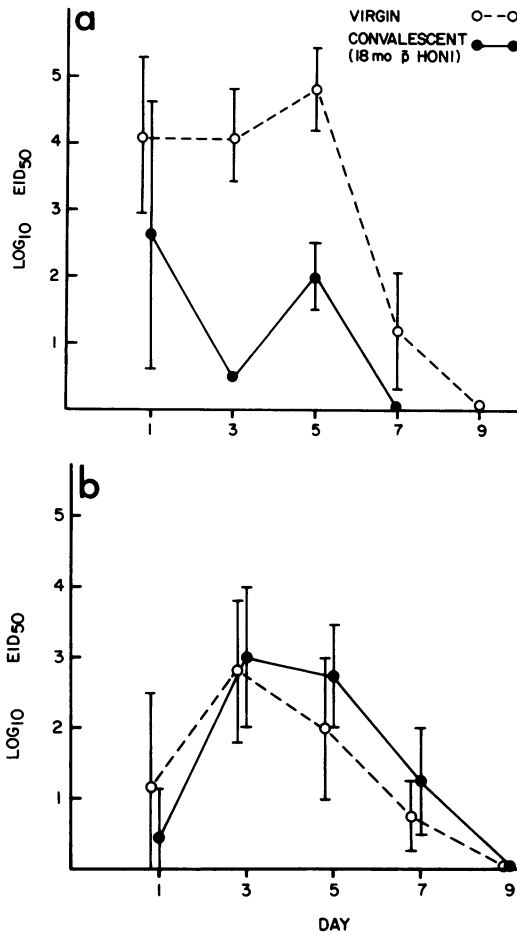 a
VIRGIN
CONVALESCENT
(18 mo p̄ HON1)
LOG10 EID50
5
4
3
2
1
1 3 5 7 9
b
LOG10 EID50
5
4
3
2
1
1 3 5 7 9
DAY